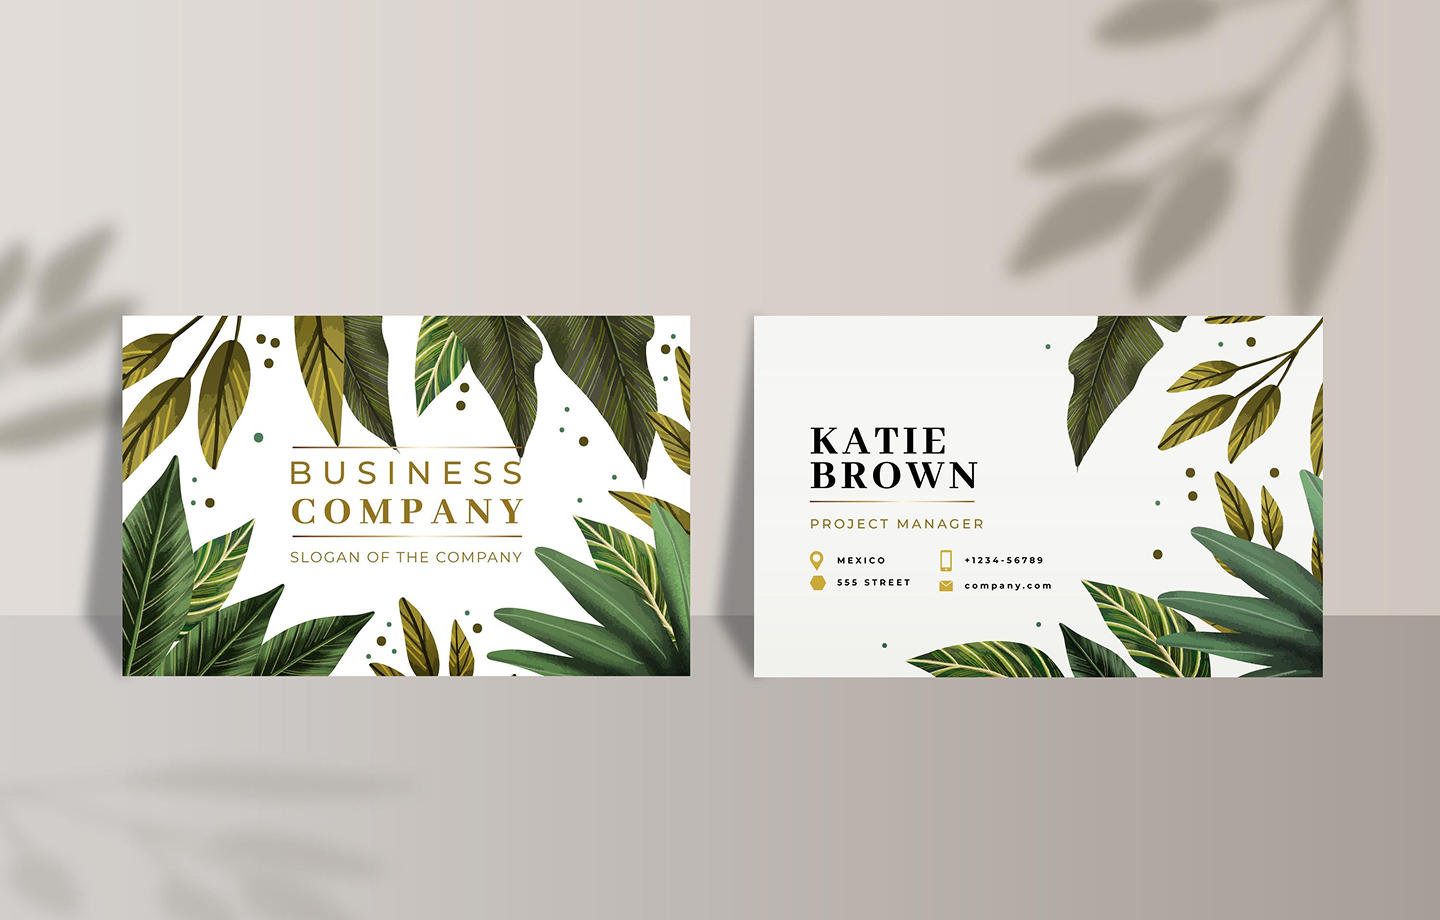 BUSINESS
COMPANY
SLOGAN OF THE COMPANY
KATIE
BROWN
PROJECT MANAGER
MEXICO
555 STREET
+1234-56789
company.com